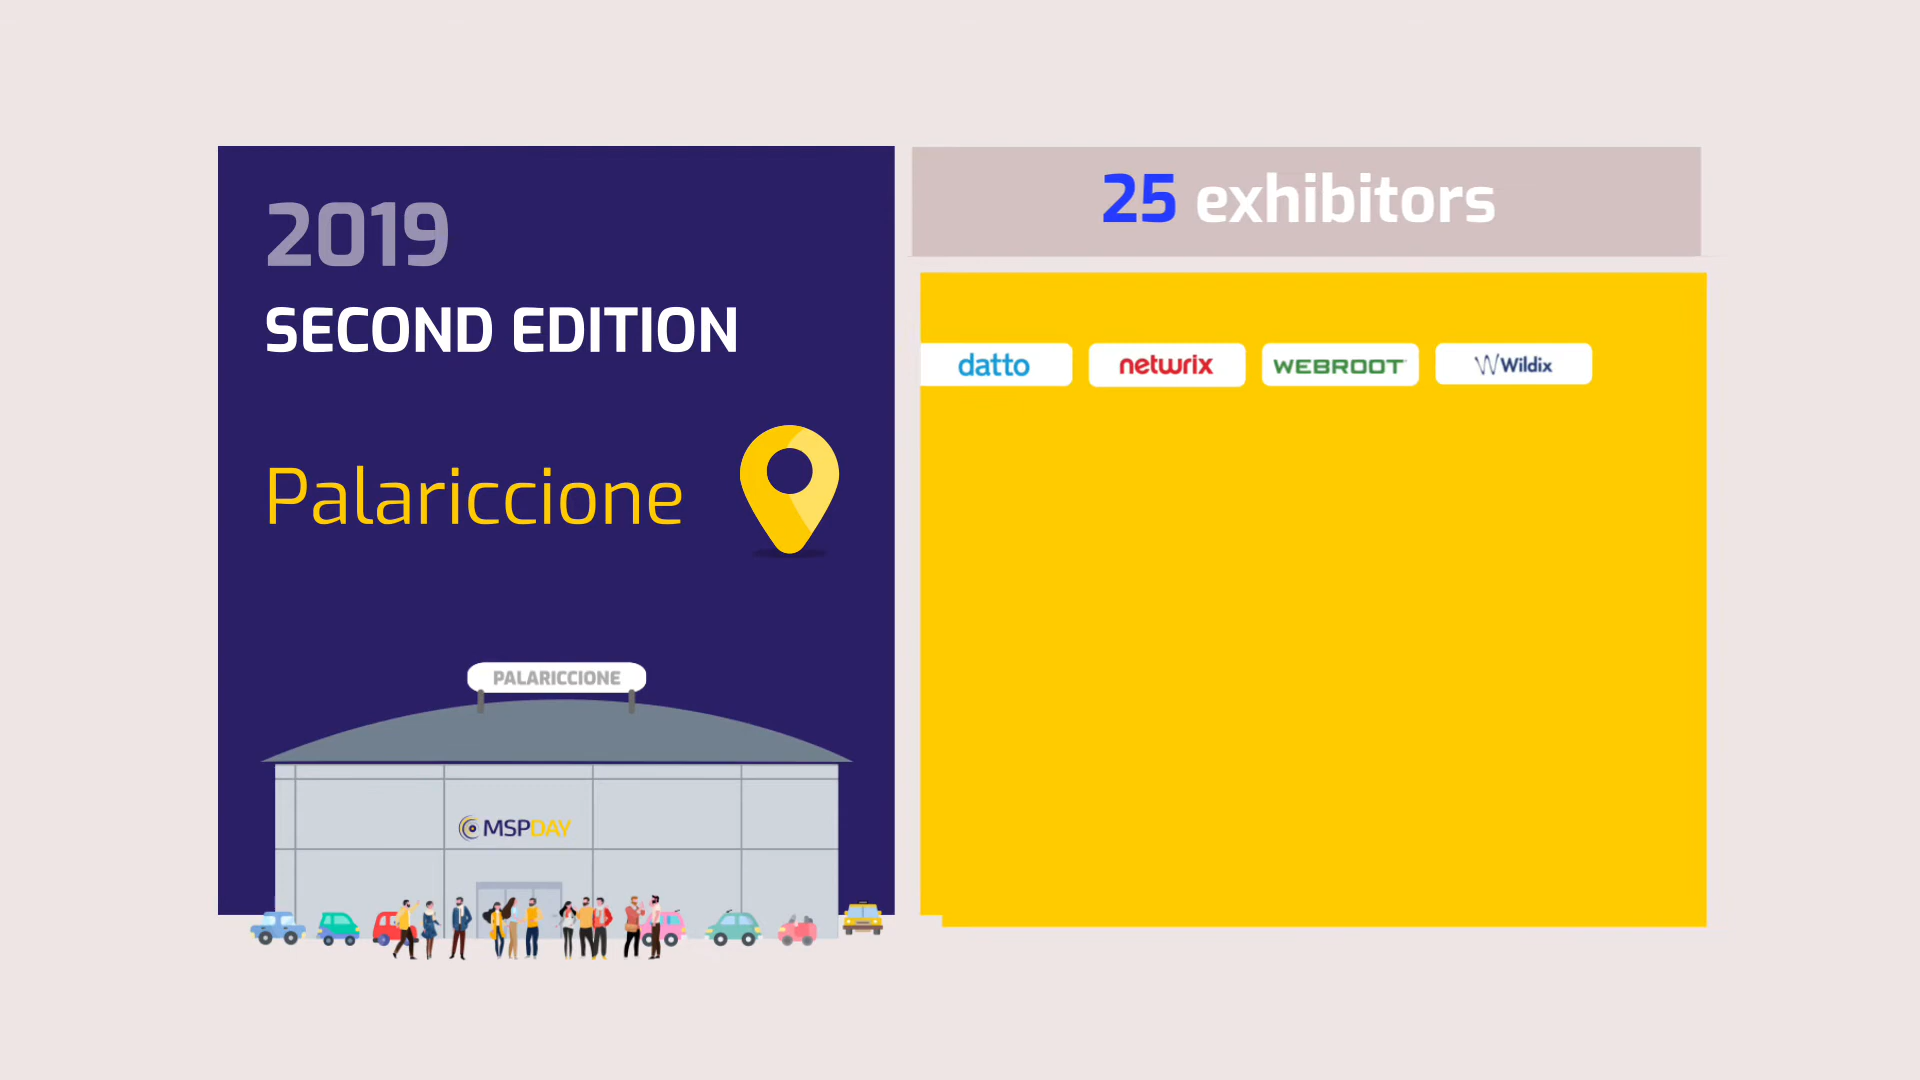 2019
SECOND EDITION
Palariccione
PALARICCIONE
MSPDAY
25 exhibitors
datto
netwrix
WEBROOT
Wildix